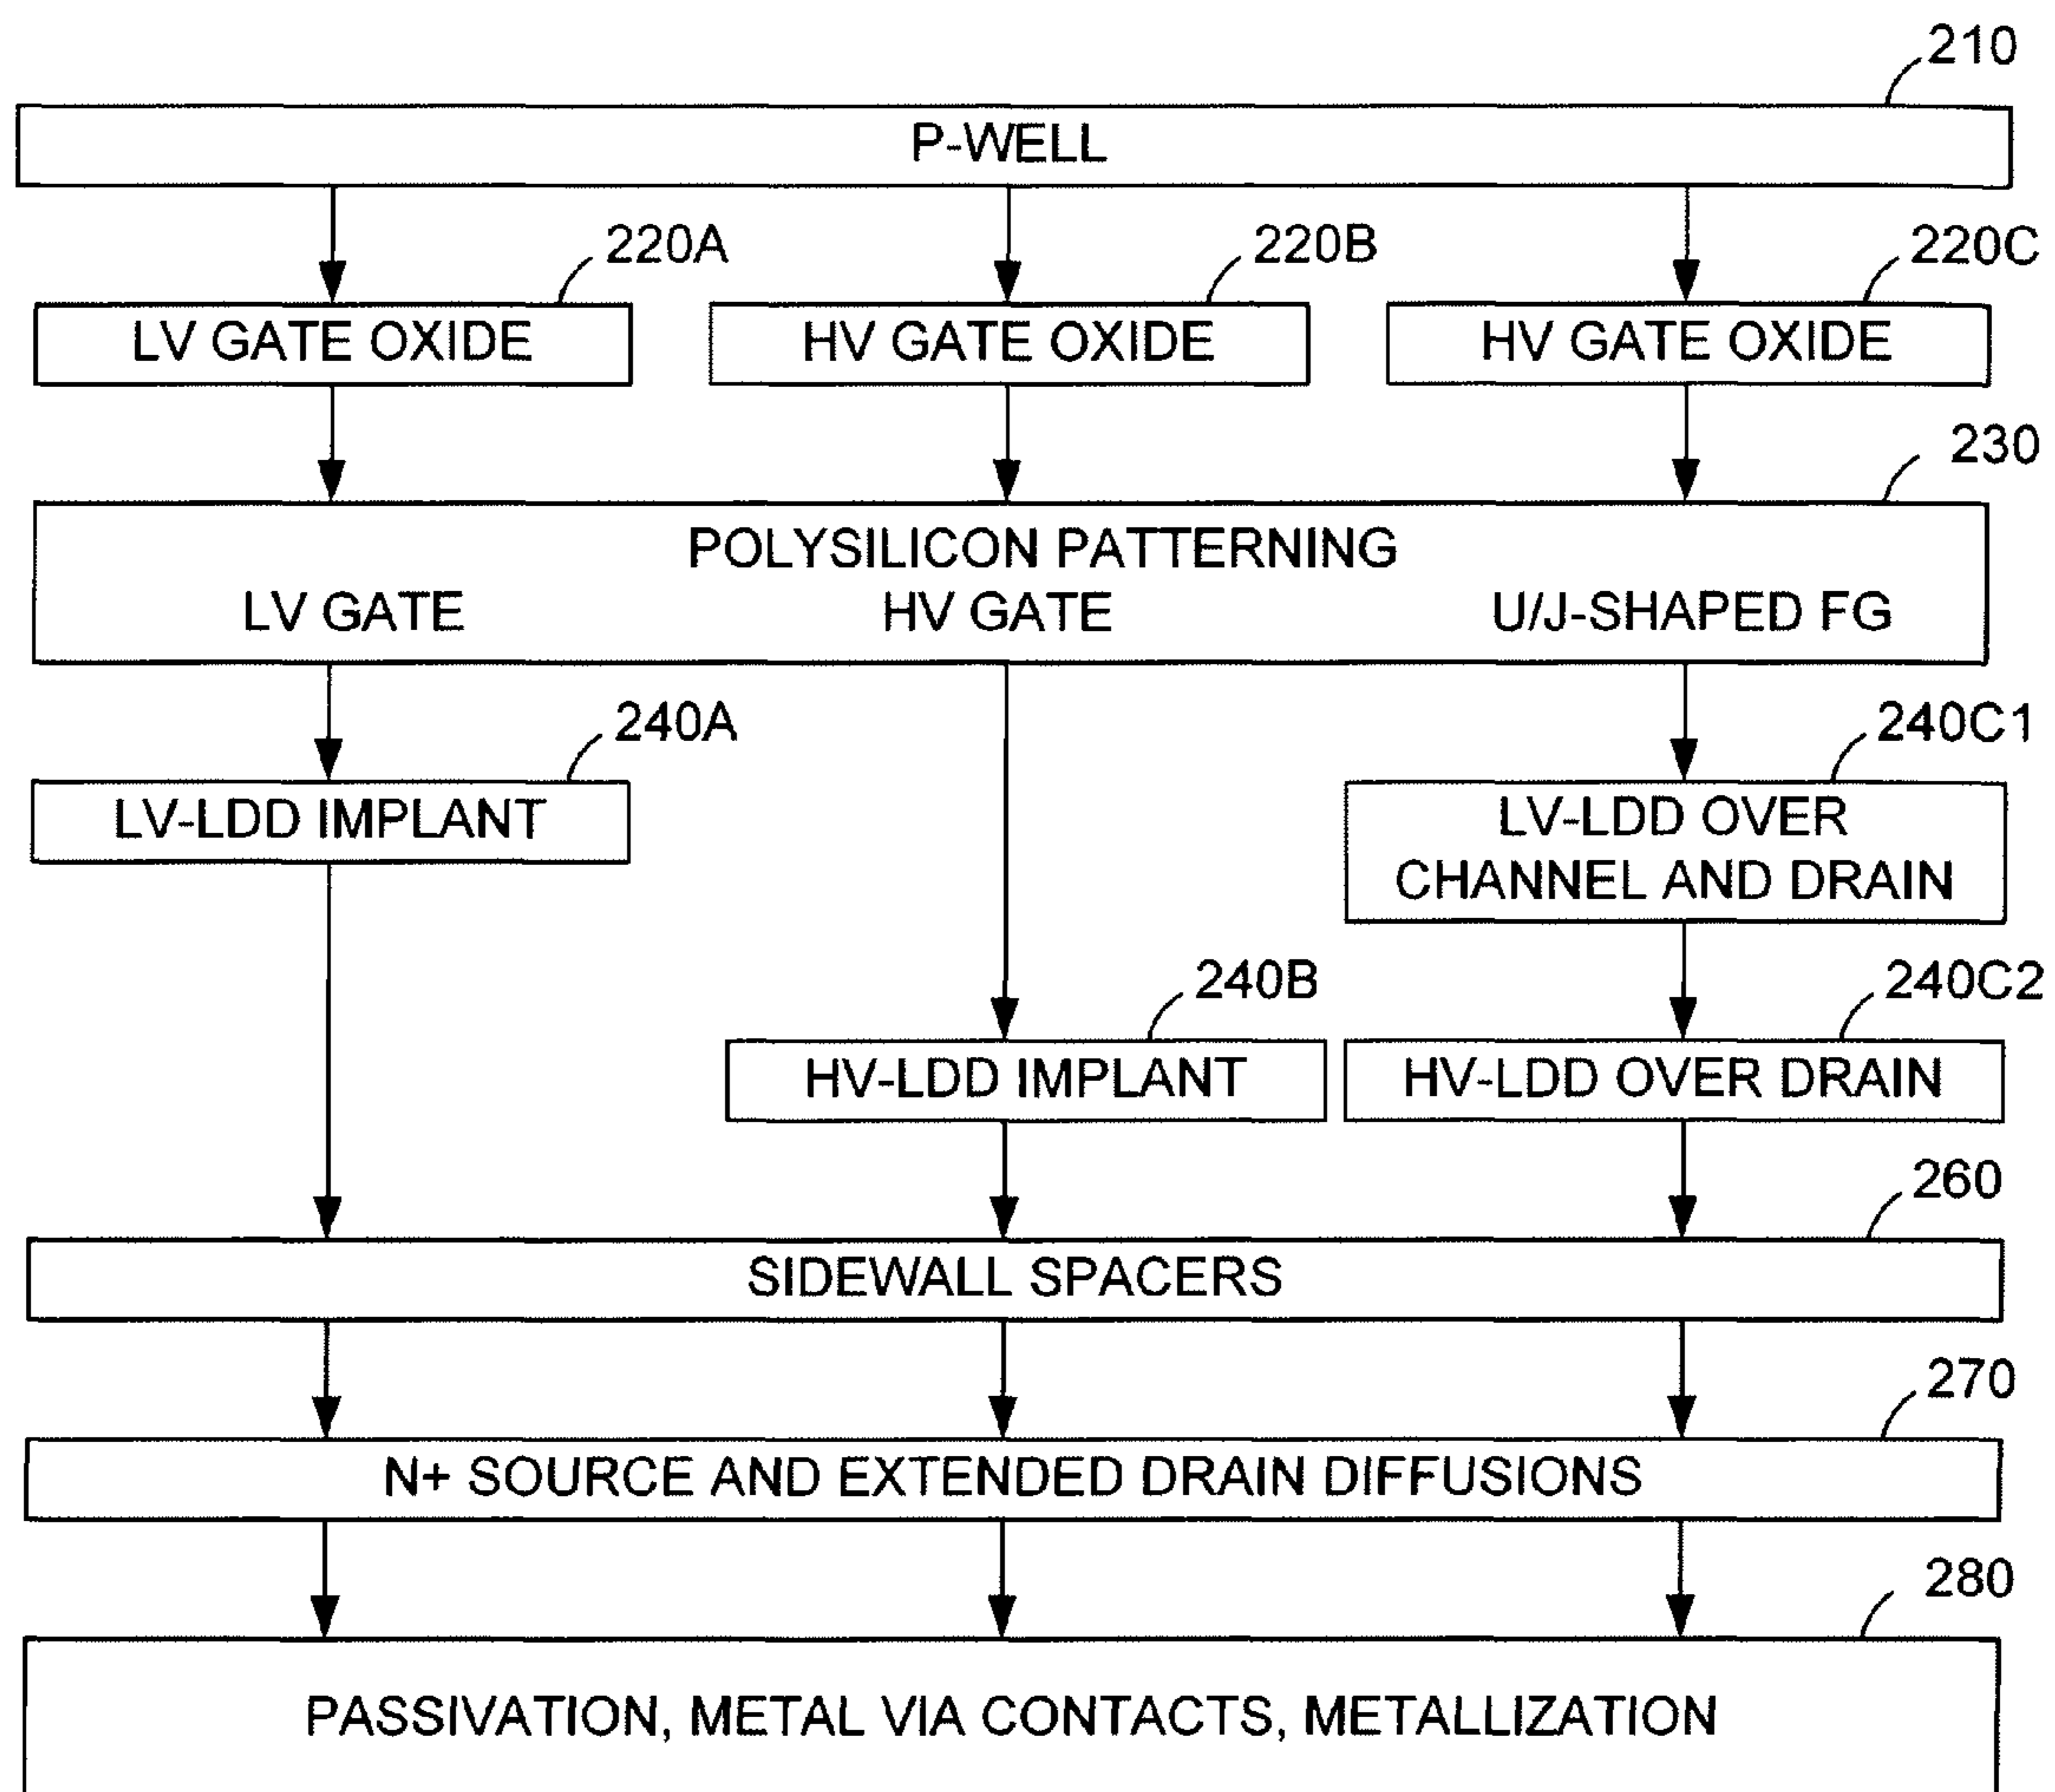 210
P-WELL
220A
220B
220C
LV GATE OXIDE
HV GATE OXIDE
HV GATE OXIDE
230
POLYSILICON PATTERNING
LV GATE
HV GATE
U/J-SHAPED FG
240A
240C1
LV-LDD IMPLANT
LV-LDD OVER
CHANNEL AND DRAIN
240B
240C2
HV-LDD IMPLANT
HV-LDD OVER DRAIN
260
SIDEWALL SPACERS
270
N+ SOURCE AND EXTENDED DRAIN DIFFUSIONS
280
PASSIVATION, METAL VIA CONTACTS, METALLIZATION